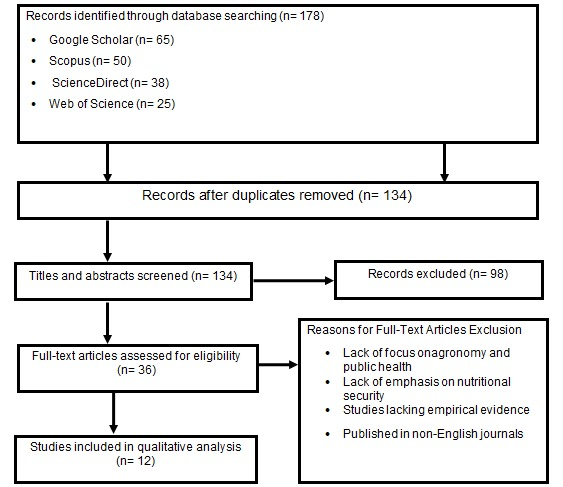 Records identified through database searching (n= 178)
• Google Scholar (n= 65)
• Scopus (n= 50)
• ScienceDirect (n= 38)
• Web of Science (n= 25)
Records after duplicates removed (n= 134)
Titles and abstracts screened (n= 134)
Records excluded (n= 98)
Full-text articles assessed for eligibility
(n= 36)
Reasons for Full-Text Articles Exclusion
• Lack of focus onagronomy and
public health
• Lack of emphasis on nutritional
security
• Studies lacking empirical evidence
• Published in non-English journals
Studies included in qualitative analysis
(n= 12)